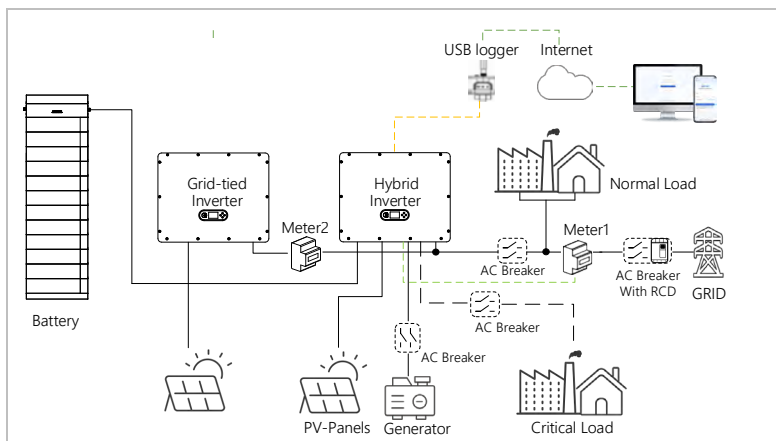 USB logger
Internet
Grid-tied
Inverter
Hybrid
Inverter
Normal Load
Meter2
Meter1
AC Breaker
AC Breaker
With RCD
GRID
Battery
AC Breaker
AC Breaker
PV-Panels
Generator
Critical Load